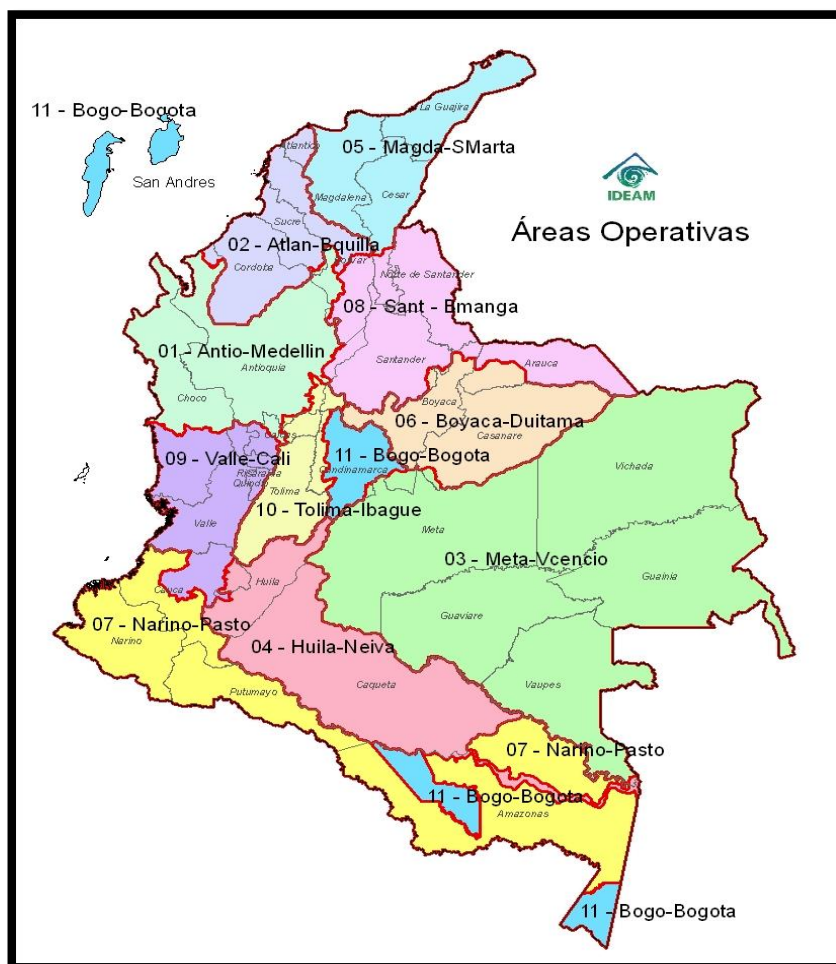 La Guajira
11 - Bogo-Bogota
Atlantico
05 - Magda-SMarta
San Andres
Magdalena
Cesar
IDEAM
Sucre
Áreas Operativas
02 - Atlan-Bquilla
Cordoba
Norte de Santander
08 - Sant - Bmanga
01 - Antio-Medellin
Santander
Arauca
Antioquia
Choco
Boyaca
06 - Boyaca-Duitama
Casanare
09 - Valle-Cali
11 - Bogo-Bogota
Cundinamarca
Vichada
Risaralda
Quindio
Tolima
10 - Tolima-Ibague
Valle
Meta
03 - Meta-Vcencio
Huila
Guainia
Cauca
Guaviare
07 - Narino-Pasto
Narino
04 - Huila-Neiva
Caqueta
Vaupes
Putumayo
07 - Narino-Pasto
11 - Bogo-Bogota
Amazonas
11 - Bogo-Bogota